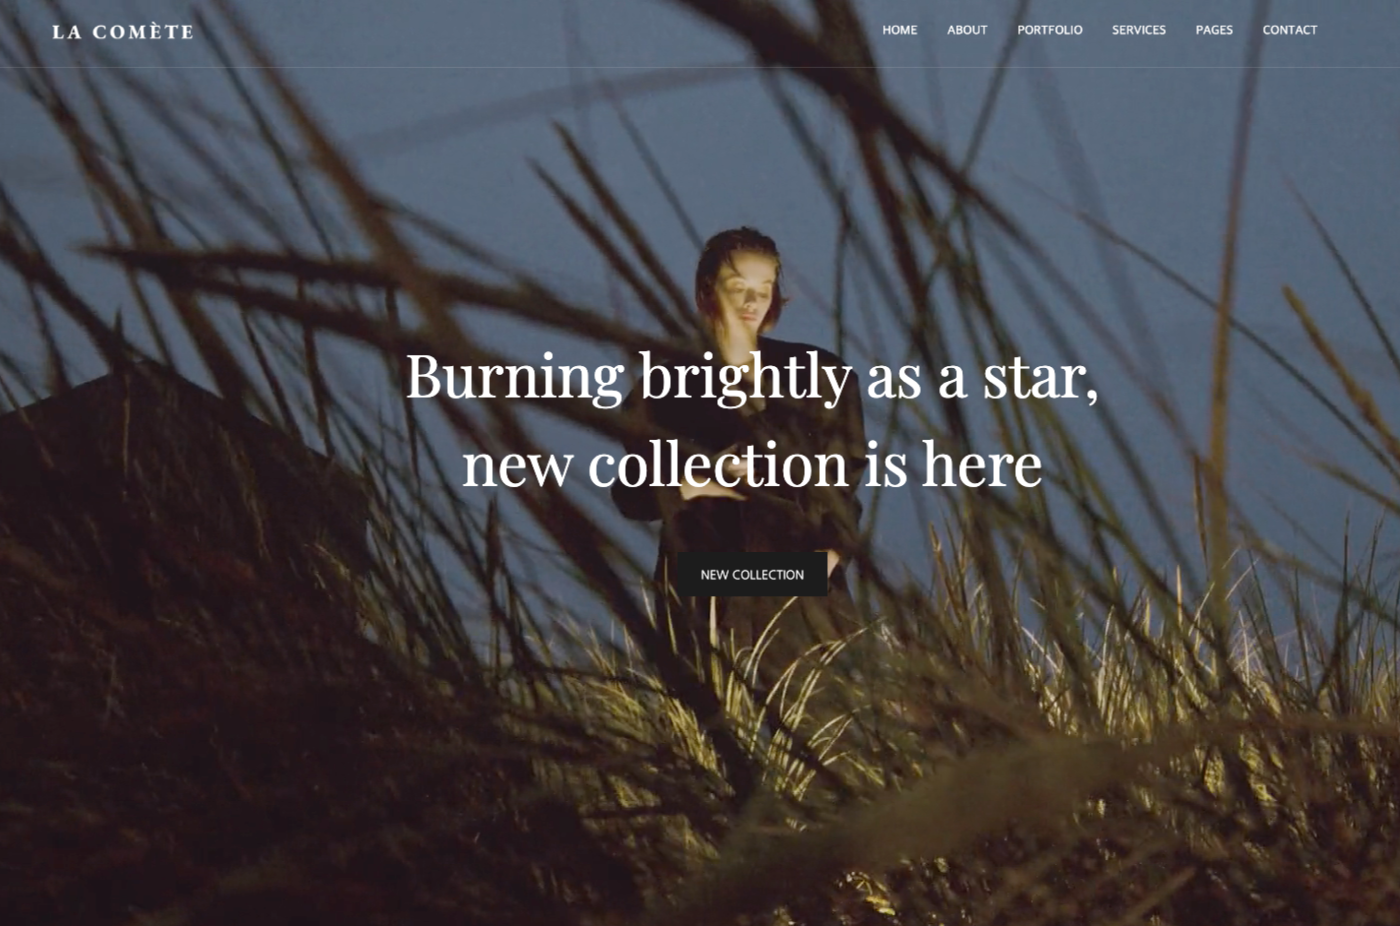 LA COMÈTE
HOME ABOUT PORTFOLIO SERVICES PAGES CONTACT
Burning brightly as a star,
new collection is here
NEW COLLECTION